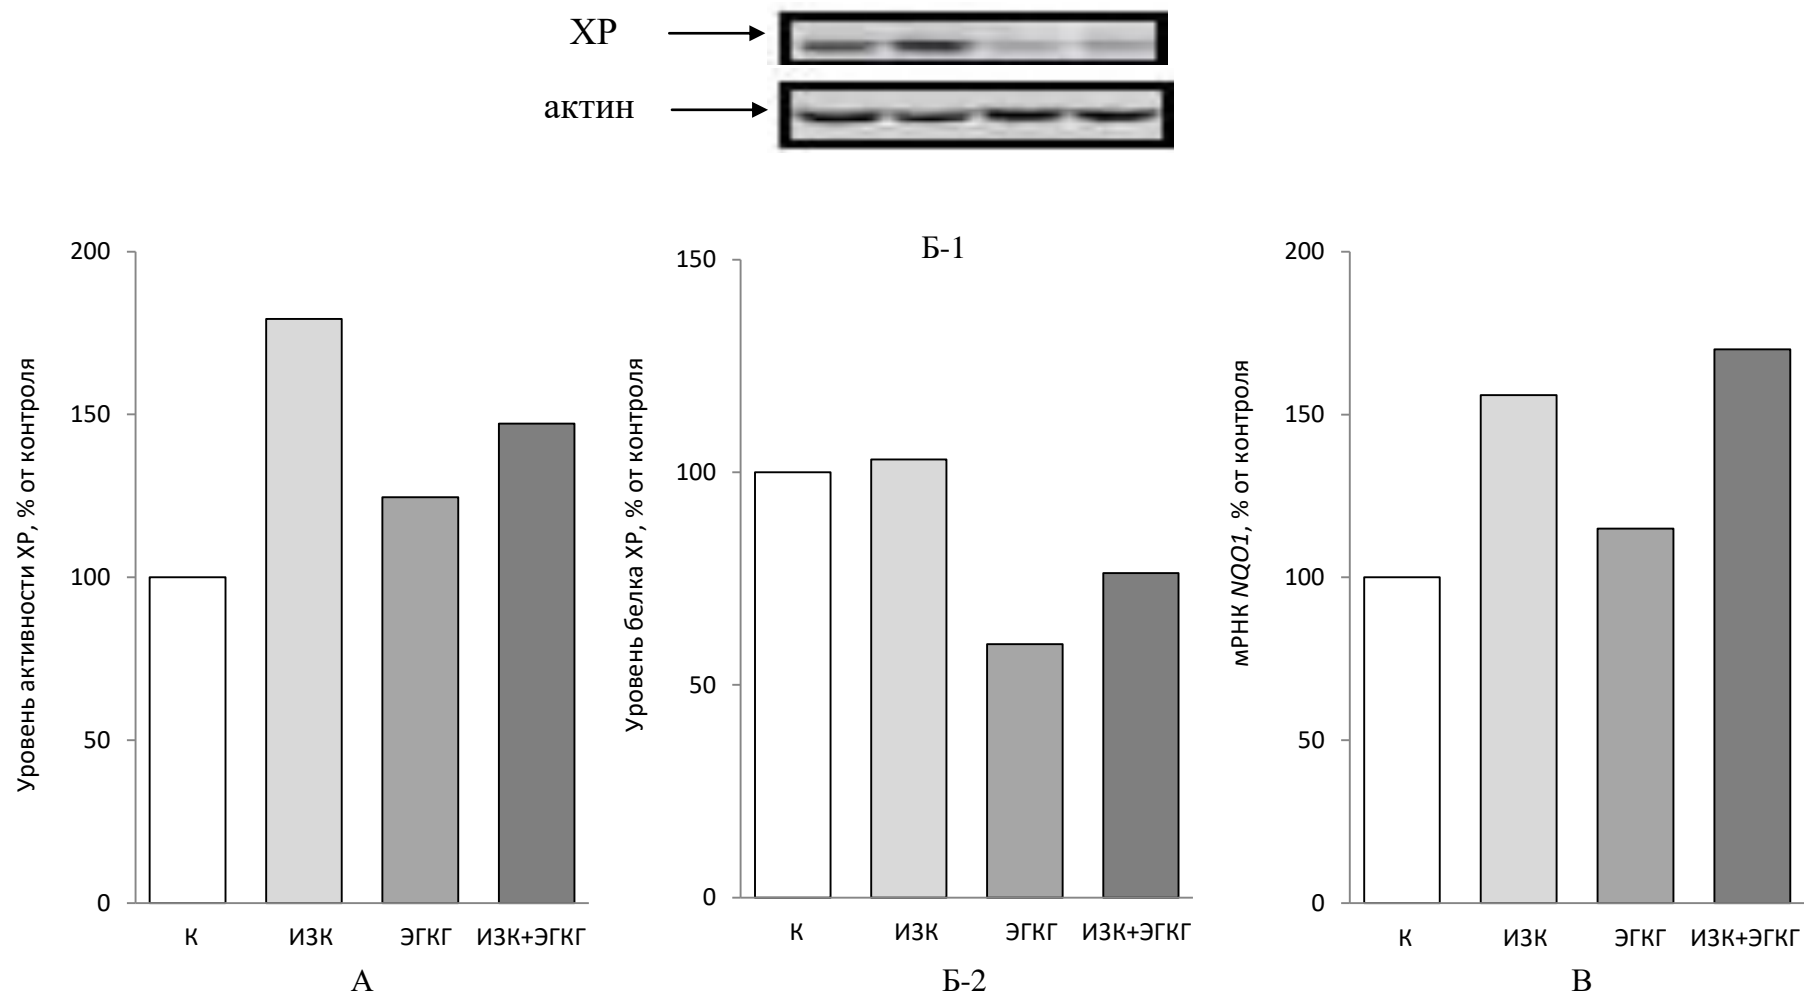 ХР
актин
Б-1
Уровень активности ХР, % от контроля
200
150
100
50
0
К ИЗК ЭГКГ ИЗК+ЭГКГ
А
Уровень белка ХР, % от контроля
150
100
50
0
К ИЗК ЭГКГ ИЗК+ЭГКГ
Б-2
мРНК NQO1, % от контроля
200
150
100
50
0
К ИЗК ЭГКГ ИЗК+ЭГКГ
В